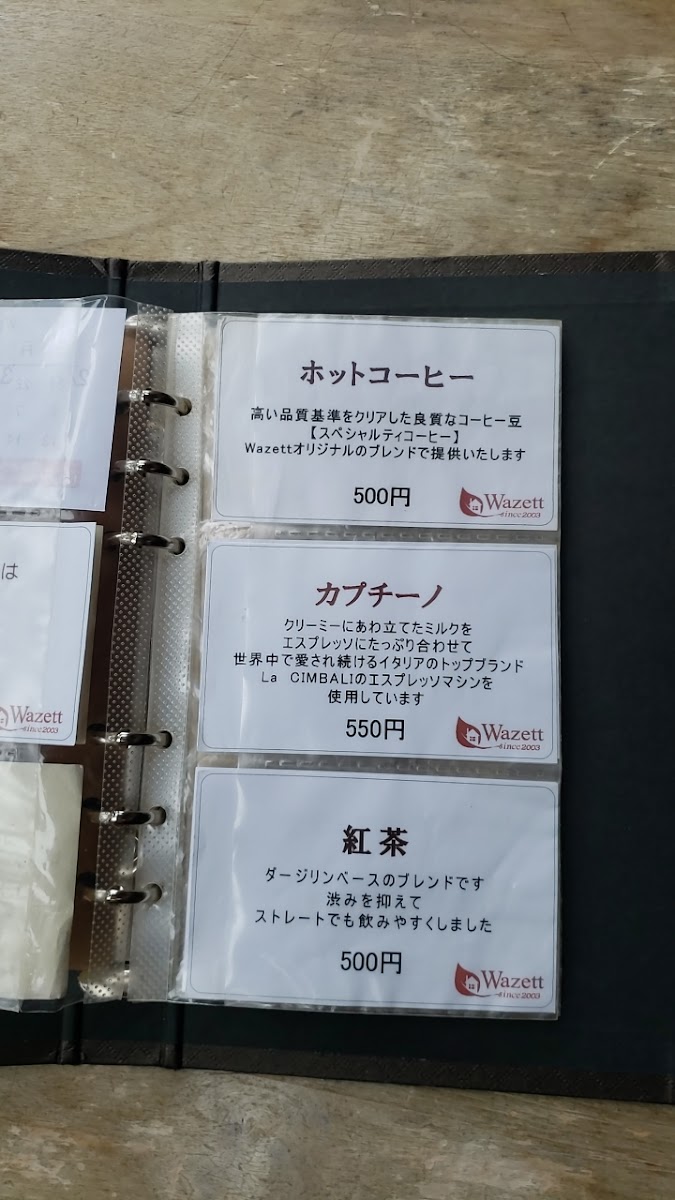 は
Wazett
since2003
ホットコーヒー
高い品質基準をクリアした良質なコーヒー豆
【スペシャルティコーヒー】
Wazettオリジナルのブレンドで提供いたします
500円
Wazett
since2003
カプチーノ
クリーミーにあわ立てたミルクを
エスプレッソにたっぷり合わせて
世界中で愛され続けるイタリアのトップブランド
La CIMBALIのエスプレッソマシンを
使用しています
550円
Wazett
since2003
紅茶
ダージリンベースのブレンドです
渋みを抑えて
ストレートでも飲みやすくしました
500円
Wazett
since2003